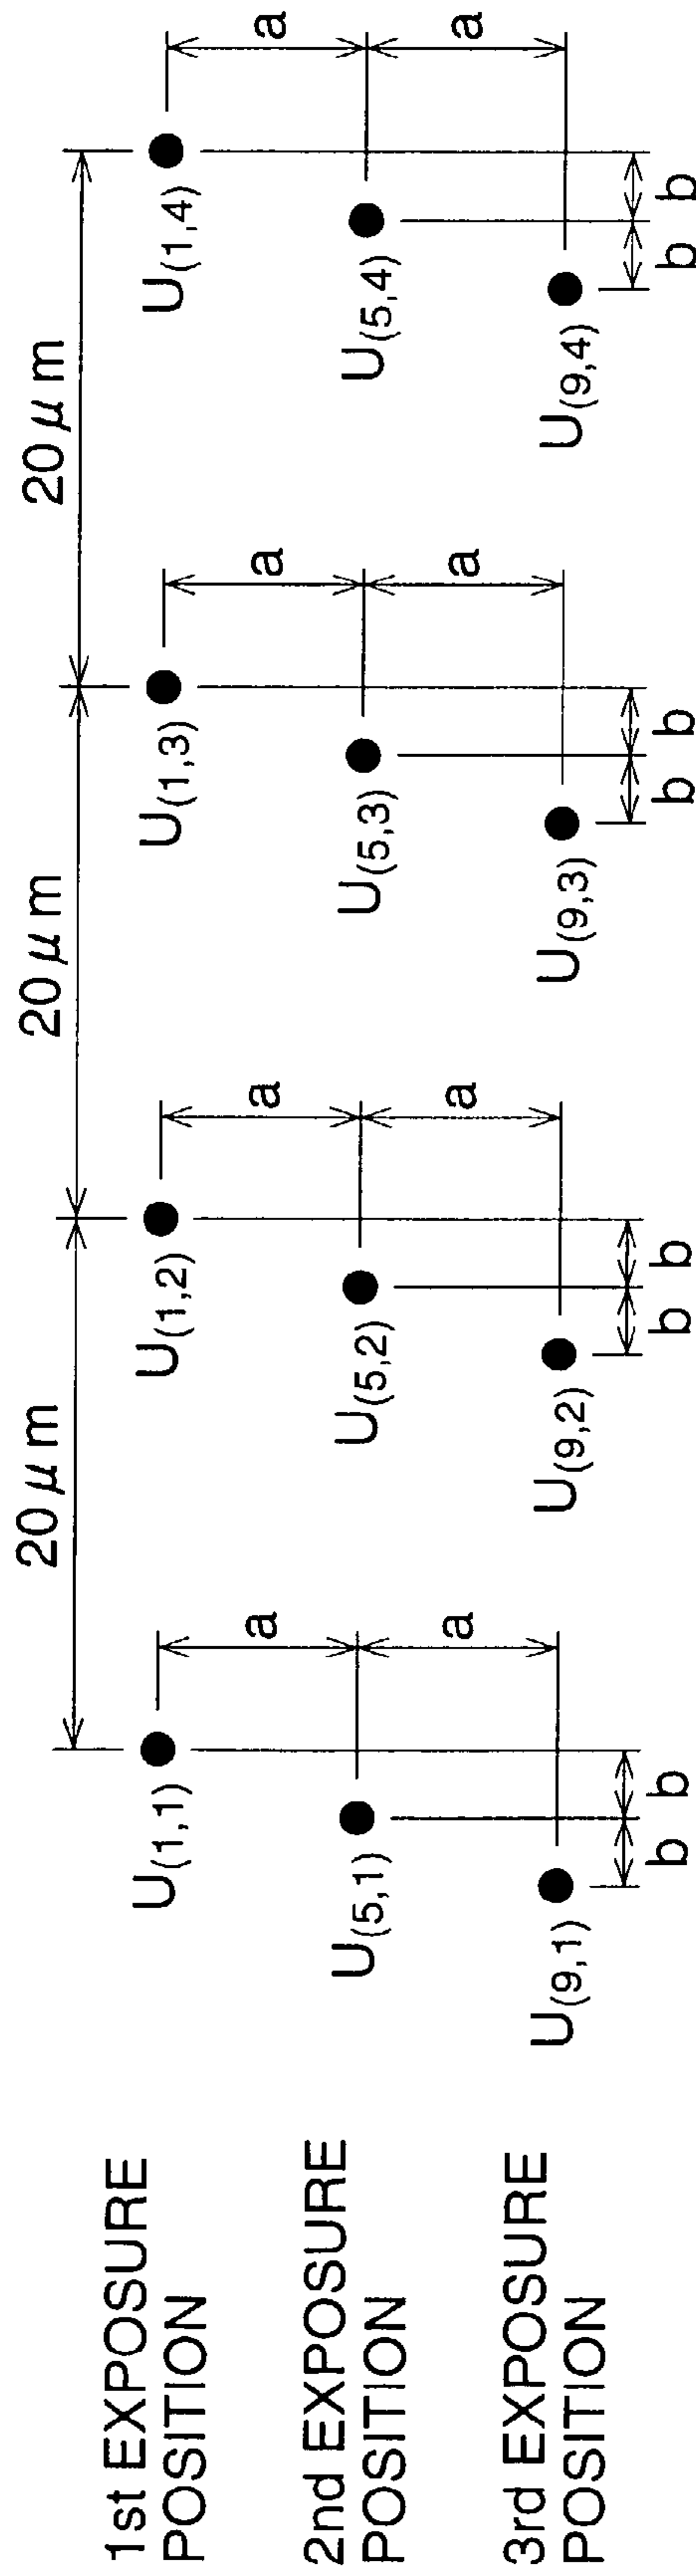 20 μm
20 μm
20 μm
1st EXPOSURE
POSITION
U(1,1)
U(1,2)
U(1,3)
U(1,4)
a
a
a
a
2nd EXPOSURE
POSITION
U(5,1)
U(5,2)
U(5,3)
U(5,4)
a
a
a
a
3rd EXPOSURE
POSITION
U(9,1)
U(9,2)
U(9,3)
U(9,4)
b
b
b
b
b
b
b
b